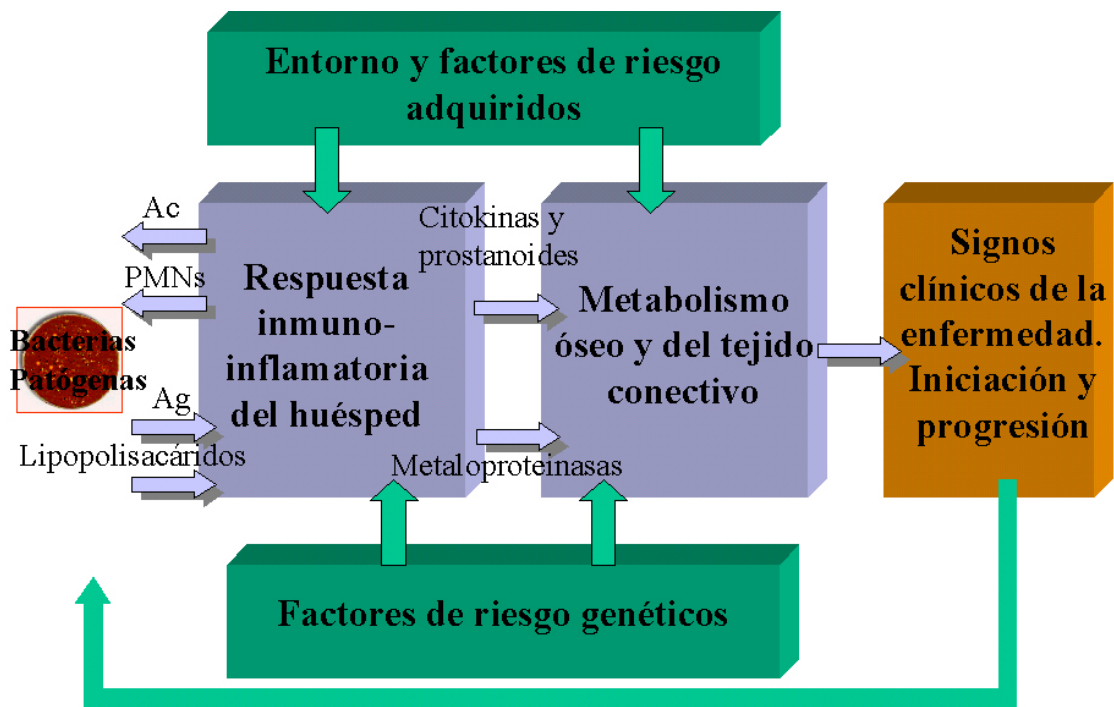 Entorno y factores de riesgo
adquiridos
Ac
PMNs
Bacterias
Patógenas
Ag
Lipopolisacáridos
Respuesta
inmuno-
inflamatoria
del huésped
Citokinas y
prostanoides
Metaloproteinasas
Metabolismo
óseo y del tejido
conectivo
Signos
clínicos de la
enfermedad.
Iniciación y
progresión
Factores de riesgo genéticos